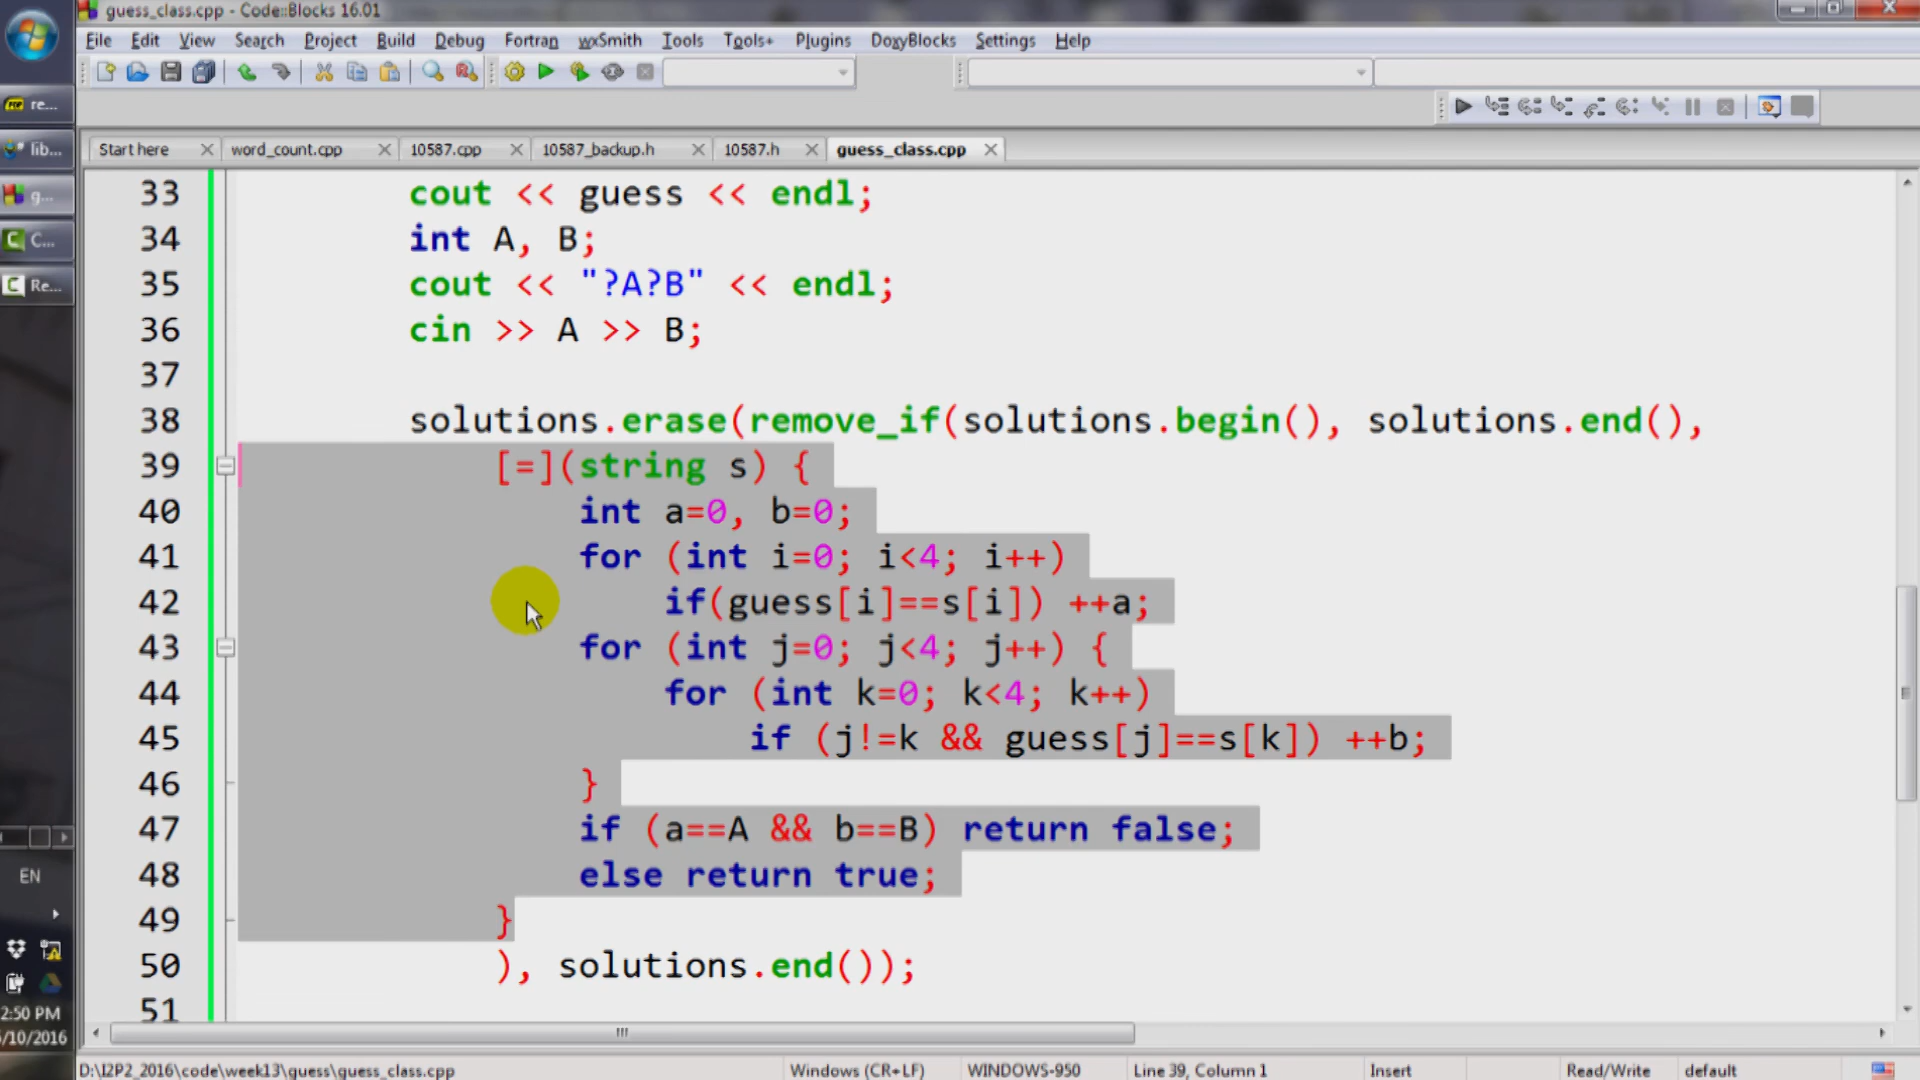 guess_class.cpp - Code::Blocks 16.01
File Edit View Search Project Build Debug Fortran wxSmith Tools Tools+ Plugins DoxyBlocks Settings Help
re...
lib...
g...
C...
Re...
Start here word_count.cpp 10587.cpp 10587_backup.h 10587.h guess_class.cpp
33 cout << guess << endl;
34 int A, B;
35 cout << "?A?B" << endl;
36 cin >> A >> B;
37
38 solutions.erase(remove_if(solutions.begin(), solutions.end(),
39 [=](string s) {
40 int a=0, b=0;
41 for (int i=0; i<4; i++)
42 if(guess[i]==s[i]) ++a;
43 for (int j=0; j<4; j++) {
44 for (int k=0; k<4; k++)
45 if (j!=k && guess[j]==s[k]) ++b;
46 }
47 if (a==A && b==B) return false;
48 else return true;
49 }
50 ), solutions.end());
51
EN
2:50 PM
/10/2016
D:\I2P2_2016\code\week13\guess\guess_class.cpp Windows (CR+LF) WINDOWS-950 Line 39, Column 1 Insert Read/Write default